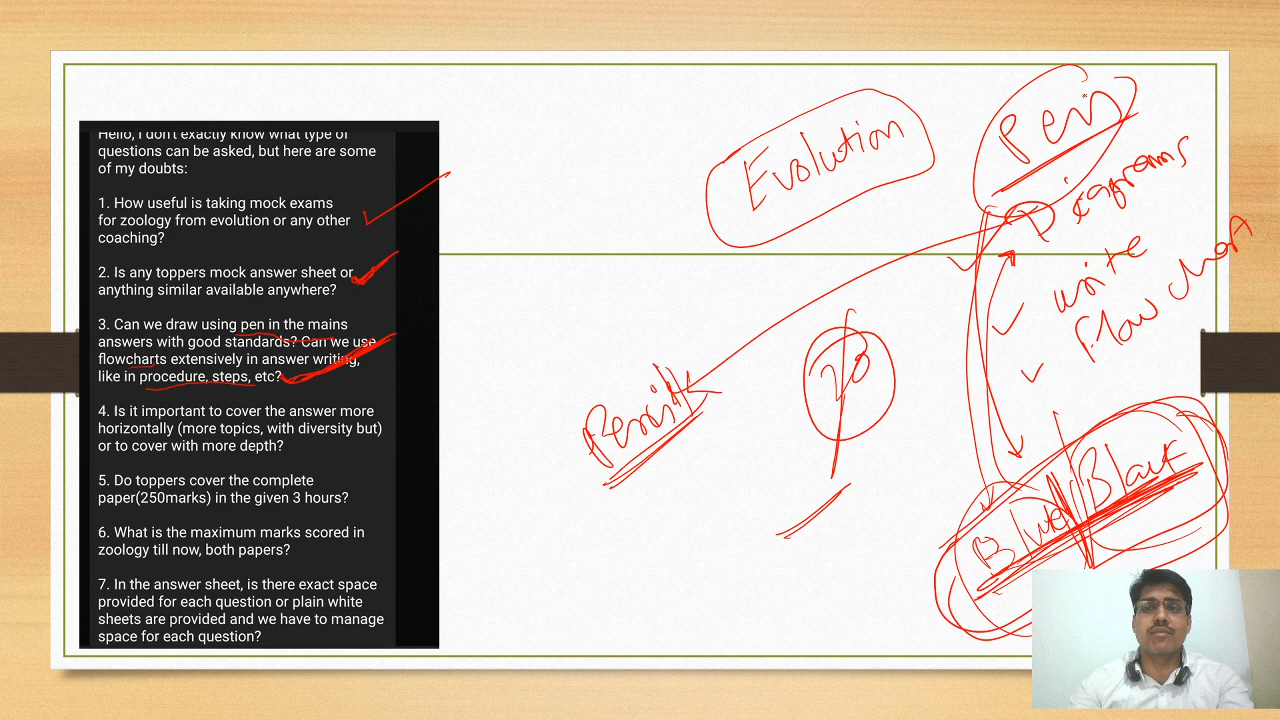 Hello, I don't exactly know what type of
questions can be asked, but here are some
of my doubts:
1. How useful is taking mock exams
for zoology from evolution or any other
coaching?
2. Is any toppers mock answer sheet or
anything similar available anywhere?
3. Can we draw using pen in the mains
answers with good standards? Can we use
flowcharts extensively in answer writing,
like in procedure, steps, etc?
4. Is it important to cover the answer more
horizontally (more topics, with diversity but)
or to cover with more depth?
5. Do toppers cover the complete
paper(250marks) in the given 3 hours?
6. What is the maximum marks scored in
zoology till now, both papers?
7. In the answer sheet, is there exact space
provided for each question or plain white
sheets are provided and we have to manage
space for each question?
Evolution
Pen
Diagrams
write
Flow chart
Blue/Black